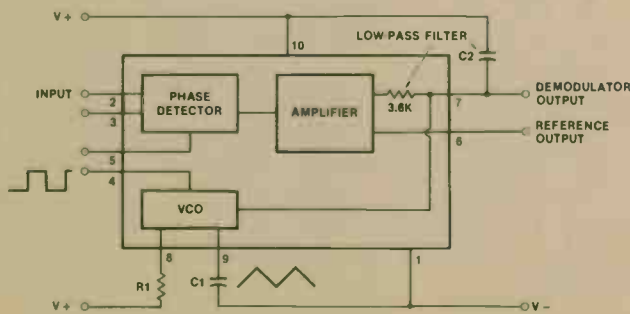 V+
10
LOW PASS FILTER
C2
INPUT
2
3
PHASE
DETECTOR
AMPLIFIER
3.6K
7
DEMODULATOR
OUTPUT
6
REFERENCE
OUTPUT
5
4
VCO
8
9
1
R1
C1
V+
V-